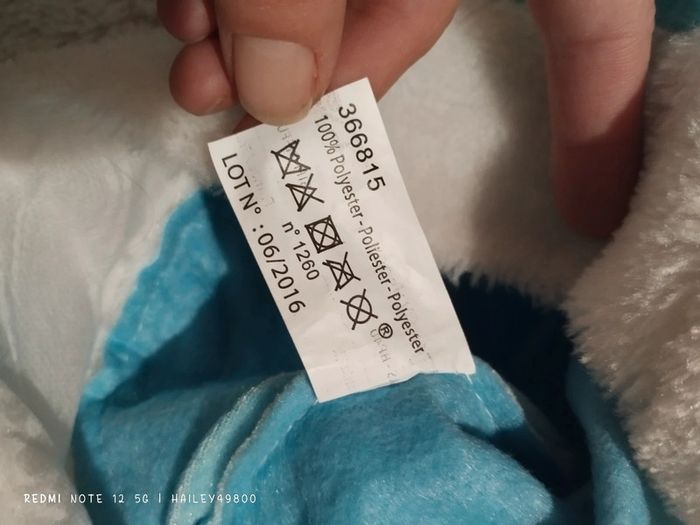 366815
100% Polyester - Poliester - Polyester
®
n° 1260
LOT N° : 06/2016
REDMI NOTE 12 5G | HAILEY49800